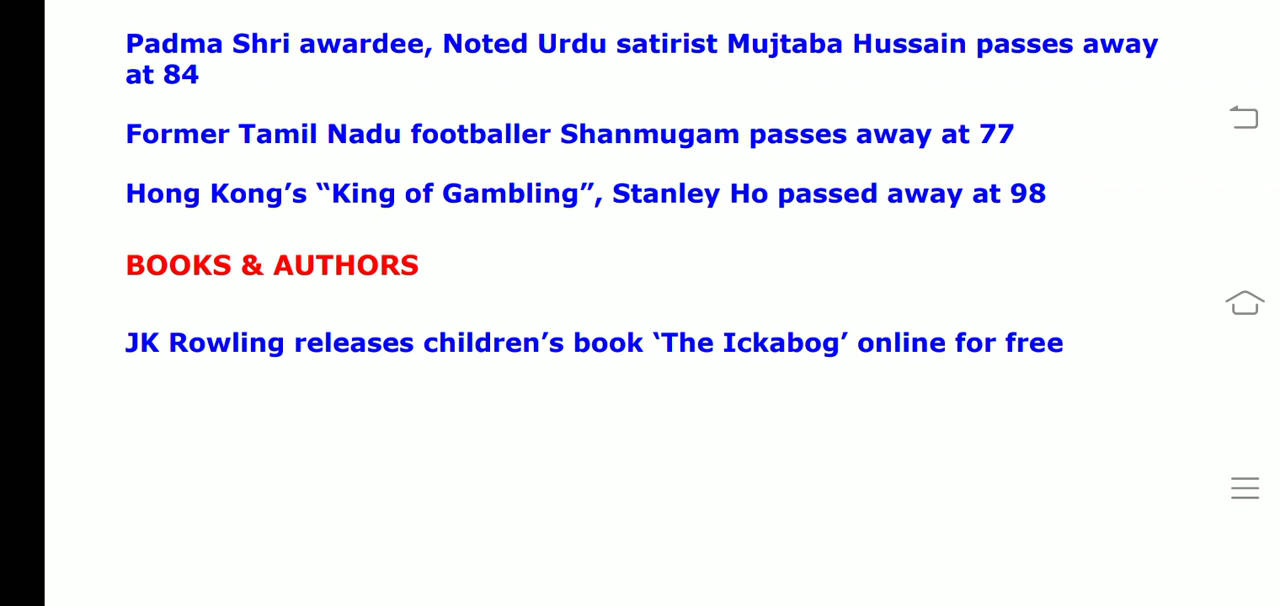 Padma Shri awardee, Noted Urdu satirist Mujtaba Hussain passes away
at 84
Former Tamil Nadu footballer Shanmugam passes away at 77
Hong Kong’s “King of Gambling”, Stanley Ho passed away at 98
BOOKS & AUTHORS
JK Rowling releases children’s book ‘The Ickabog’ online for free